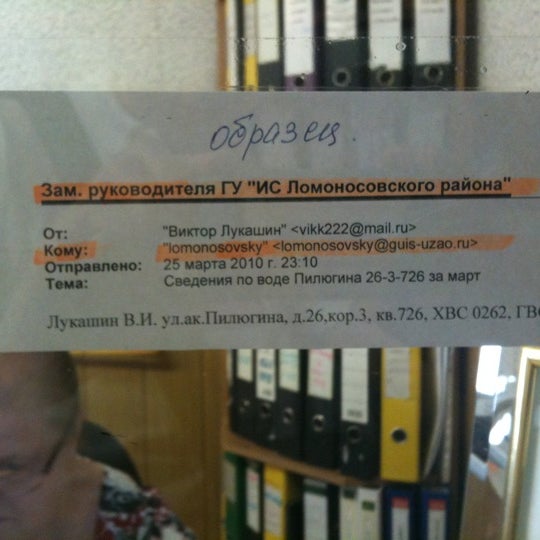 образец.
Зам. руководителя ГУ "ИС Ломоносовского района"
От: "Виктор Лукашин" <vikk222@mail.ru>
Кому: "lomonosovsky" <lomonosovsky@guis-uzao.ru>
Отправлено: 25 марта 2010 г. 23:10
Тема: Сведения по воде Пилюгина 26-3-726 за март
Лукашин В.И. ул.ак.Пилюгина, д.26,кор.3, кв.726, ХВС 0262, ГВС